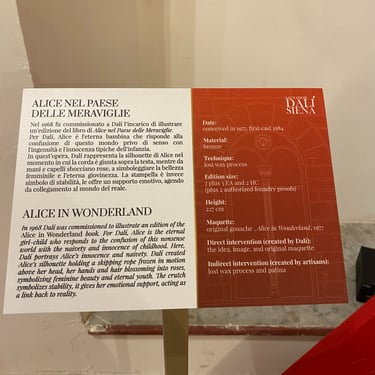 ALICE NEL PAESE
DELLE MERAVIGLIE
Nel 1968 fu commissionato a Dalí l'incarico di illustrare
un'edizione del libro di Alice nel Paese delle Meraviglie.
Per Dalí, Alice è l'eterna bambina che risponde alla
confusione di questo mondo privo di senso con
l'ingenuità e l'innocenza tipiche dell'infanzia.
In quest'opera, Dalí rappresenta la silhouette di Alice nel
momento in cui la corda è giunta sopra la testa, mentre dai
mani e capelli sbocciano rose, a simboleggiare la bellezza
femminile e l'eterna giovinezza. La stampella è invece
simbolo di stabilità, le offre un supporto emotivo, agendo
da collegamento al mondo del reale.
ALICE IN WONDERLAND
In 1968 Dalí was commissioned to illustrate an edition of the
Alice in Wonderland book. For Dalí, Alice is the eternal
girl-child who responds to the confusion of this nonsense
world with the naivety and innocence of childhood. Here,
Dalí portrays Alice's innocence and naivety. Dalí created
Alice's silhouette holding a skipping rope frozen in motion
above her head, her hands and hair blossoming into roses,
symbolizing feminine beauty and eternal youth. The crutch
symbolizes stability, it gives her emotional support, acting as
a link back to reality.
DALÍ
SIENA
Date:
conceived in 1977, first cast 1984
Material:
bronze
Technique:
lost wax process
Edition size:
7 plus 3 EA and 2 HC
(plus 2 authorized foundry proofs)
Height:
227 cm
Maquette:
original gouache , Alice in Wonderland, 1977
Direct intervention (created by Dalí):
the idea, image, and original maquette
Indirect intervention (created by artisans):
lost wax process and patina